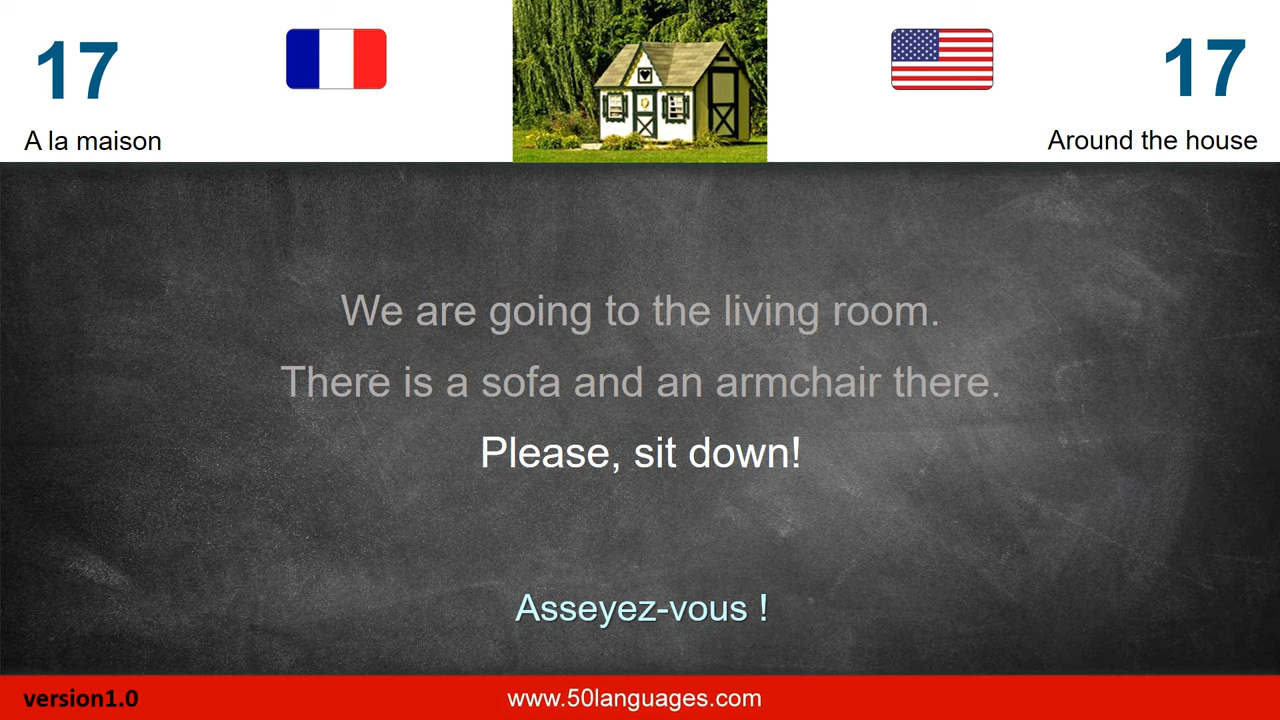 17
17
A la maison
Around the house
We are going to the living room.
There is a sofa and an armchair there.
Please, sit down!
Asseyez-vous !
version1.0
www.50languages.com